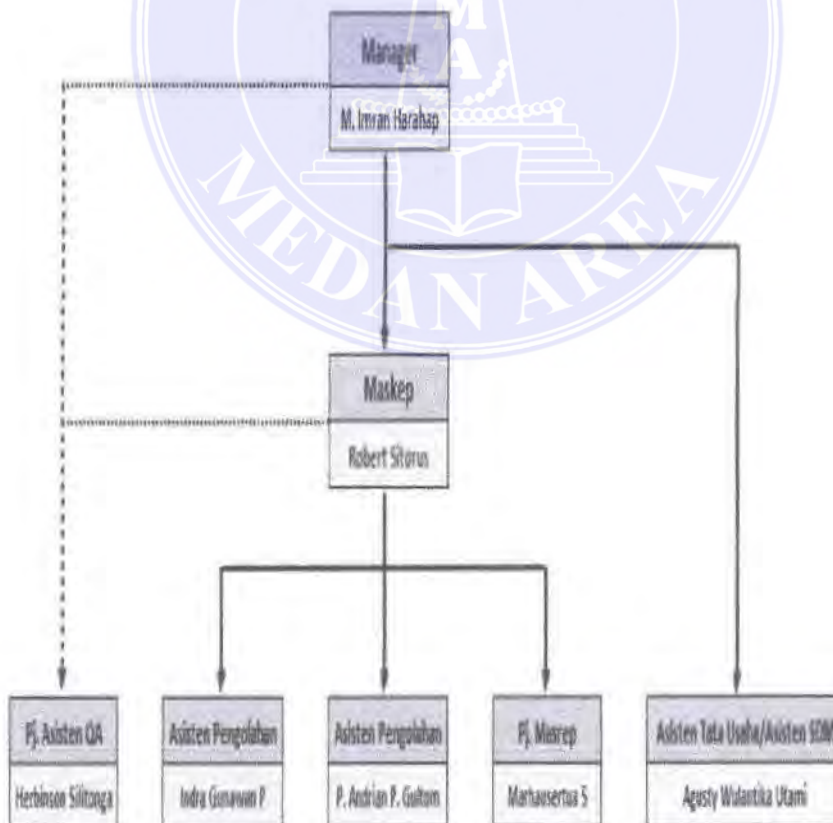 Manager
M. Imran Harahap
M
A
MEDAN AREA
Maskep
Robert Sitorus
Pj. Asisten QA
Herbinson Silitonga
Asisten Pengolahan
Indra Gunawan P
Asisten Pengolahan
P. Andrian P. Gultom
Pj. Masrep
Marhausertua S
Asisten Tata Usaha/Asisten SDM
Agusty Wulantika Utami